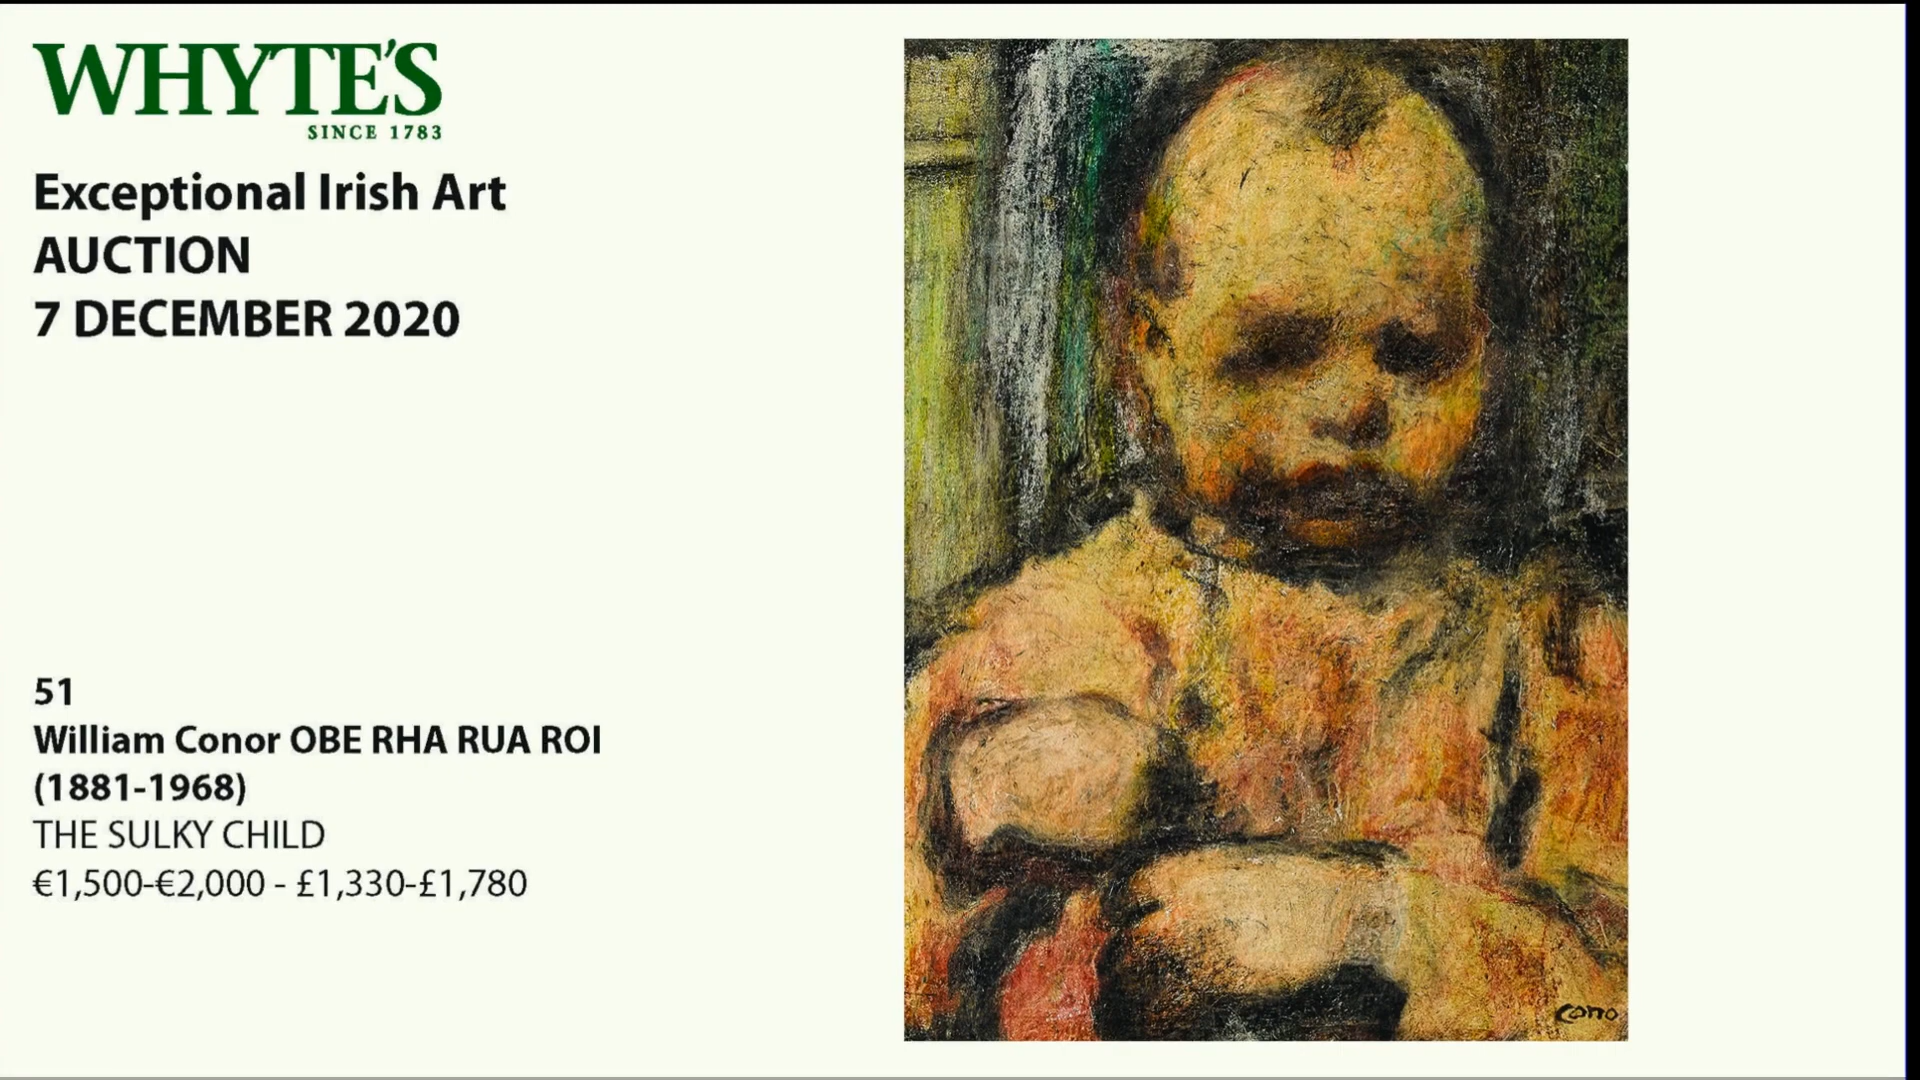 WHYTE'S
SINCE 1783
Exceptional Irish Art
AUCTION
7 DECEMBER 2020
51
William Conor OBE RHA RUA ROI
(1881-1968)
THE SULKY CHILD
€1,500-€2,000 - £1,330-£1,780
Cono